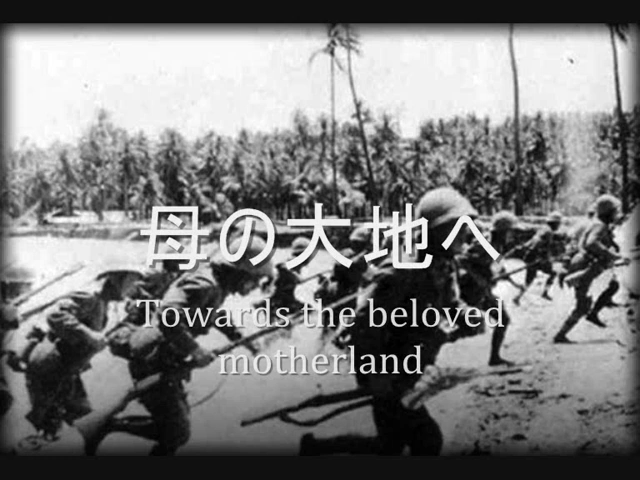 母の大地へ
Towards the beloved
motherland